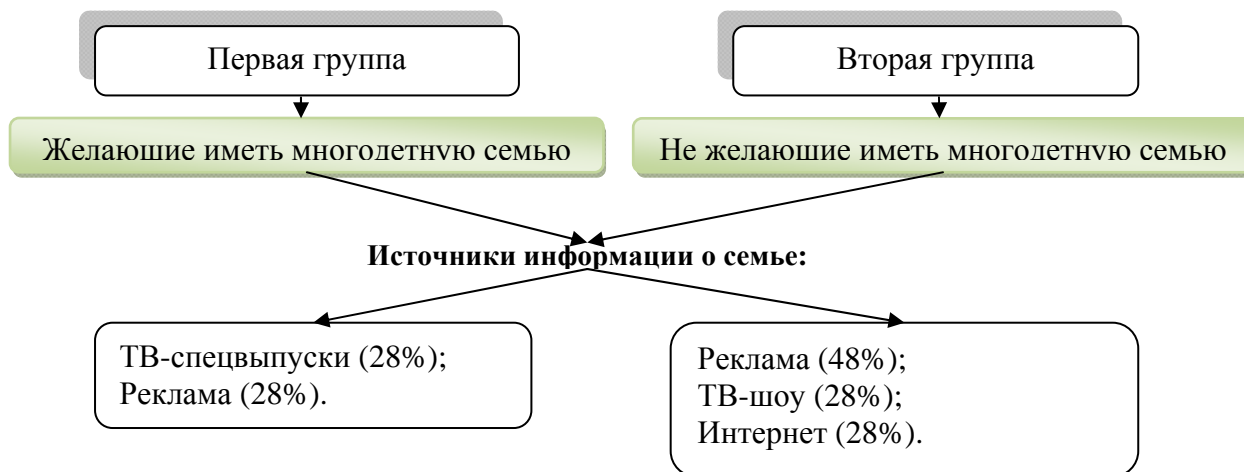 Первая группа
Вторая группа
Желающие иметь многодетную семью
Не желающие иметь многодетную семью
Источники информации о семье:
ТВ-спецвыпуски (28%);
Реклама (28%).
Реклама (48%);
ТВ-шоу (28%);
Интернет (28%).